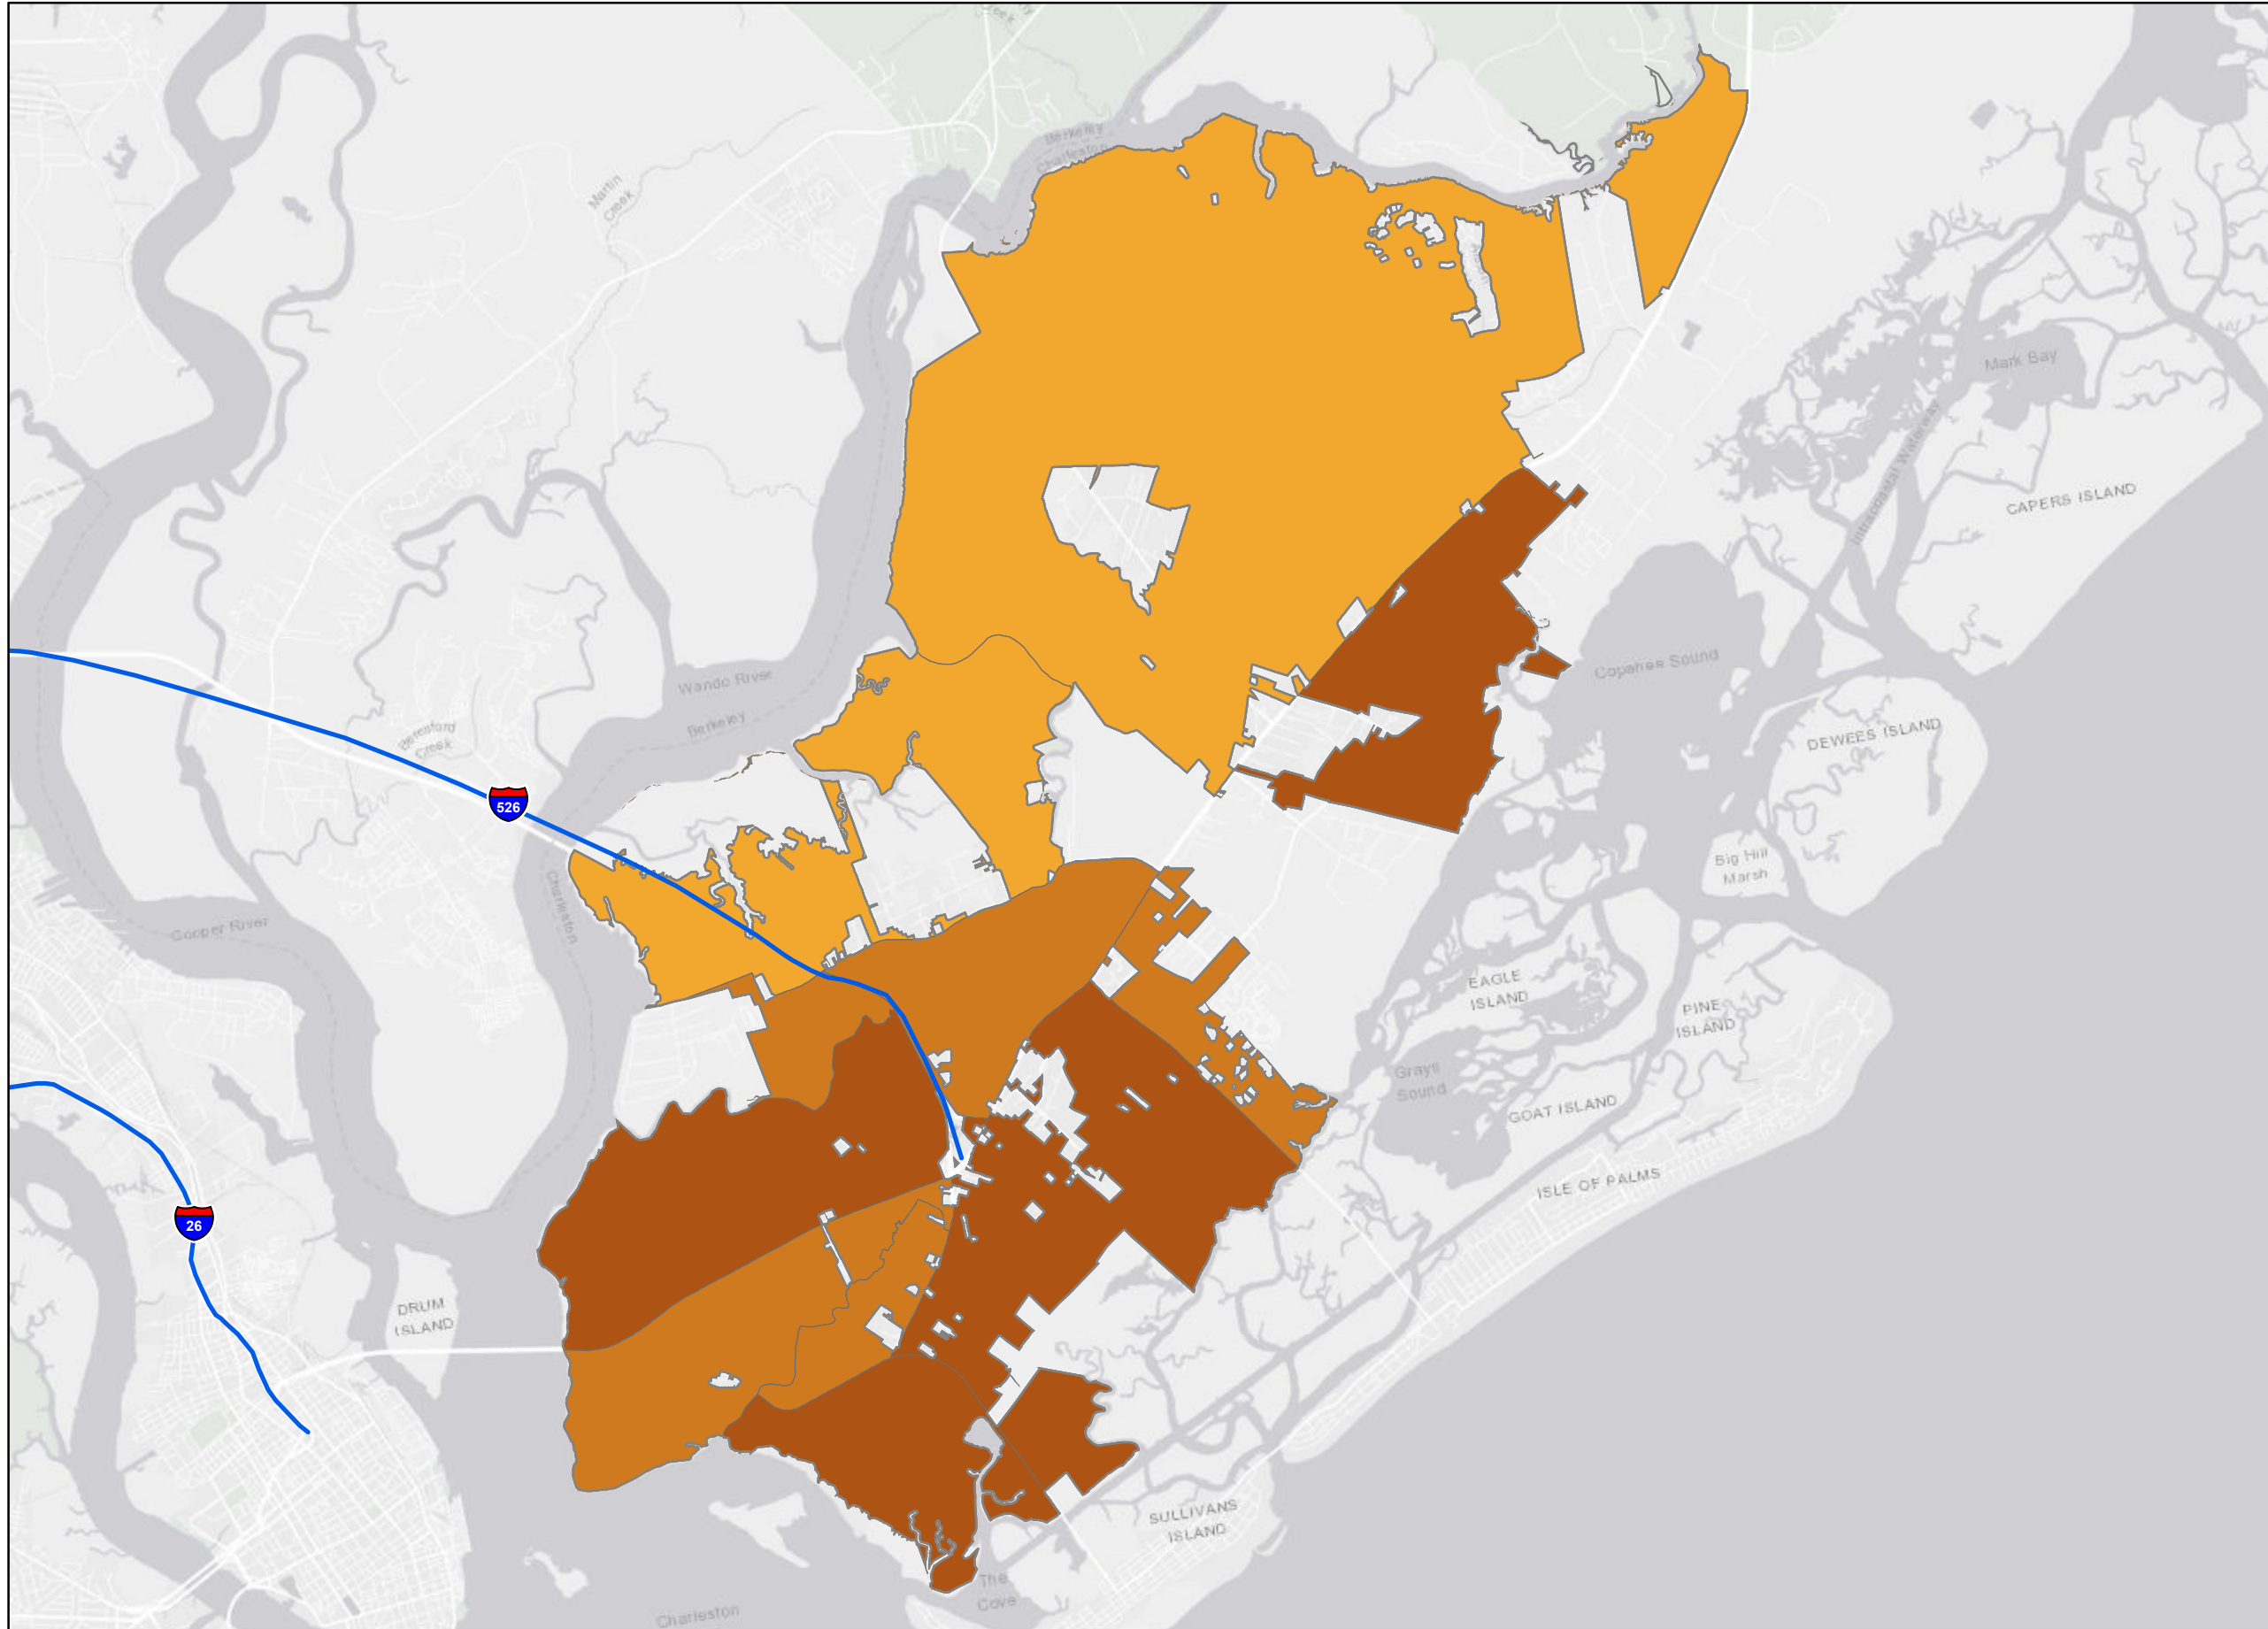 Creek
Berkeley
Charleston
Martin
Creek
Mark Bay
Intracoastal Waterway
CAPERS ISLAND
Copahee Sound
Wando River
Berkeley
Beresford
Creek
DEWEES ISLAND
526
Big Hill
Marsh
Charleston
Cooper River
EAGLE
ISLAND
PINE
ISLAND
Grays
Sound
GOAT ISLAND
ISLE OF PALMS
26
DRUM
ISLAND
SULLIVANS
ISLAND
The
Cove
Charleston